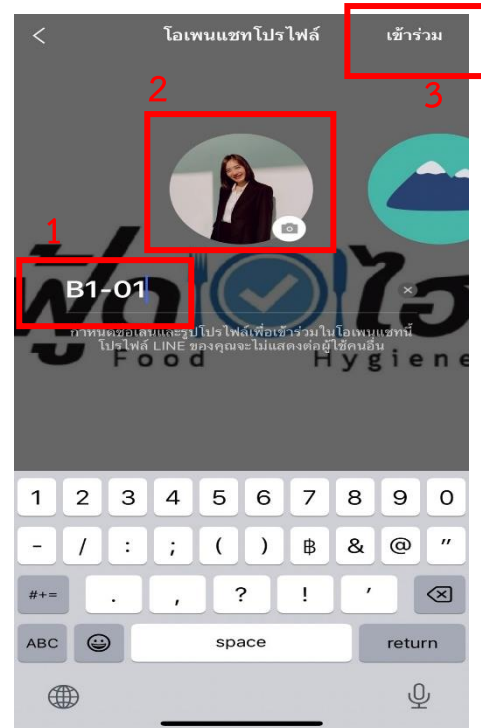 โอเพนแชทโปรไฟล์ เข้าร่วม
2
3
1
B1-01
ฟู้ด ไฮ
กำหนดชื่อเล่นและรูปโปรไฟล์เพื่อเข้าร่วมในโอเพนแชทนี้
โปรไฟล์ LINE ของคุณจะไม่แสดงต่อผู้ใช้คนอื่น
Food Hygiene
1 2 3 4 5 6 7 8 9 0
- / : ; ( ) ฿ & @ "
#+= . , ? ! '
ABC space return